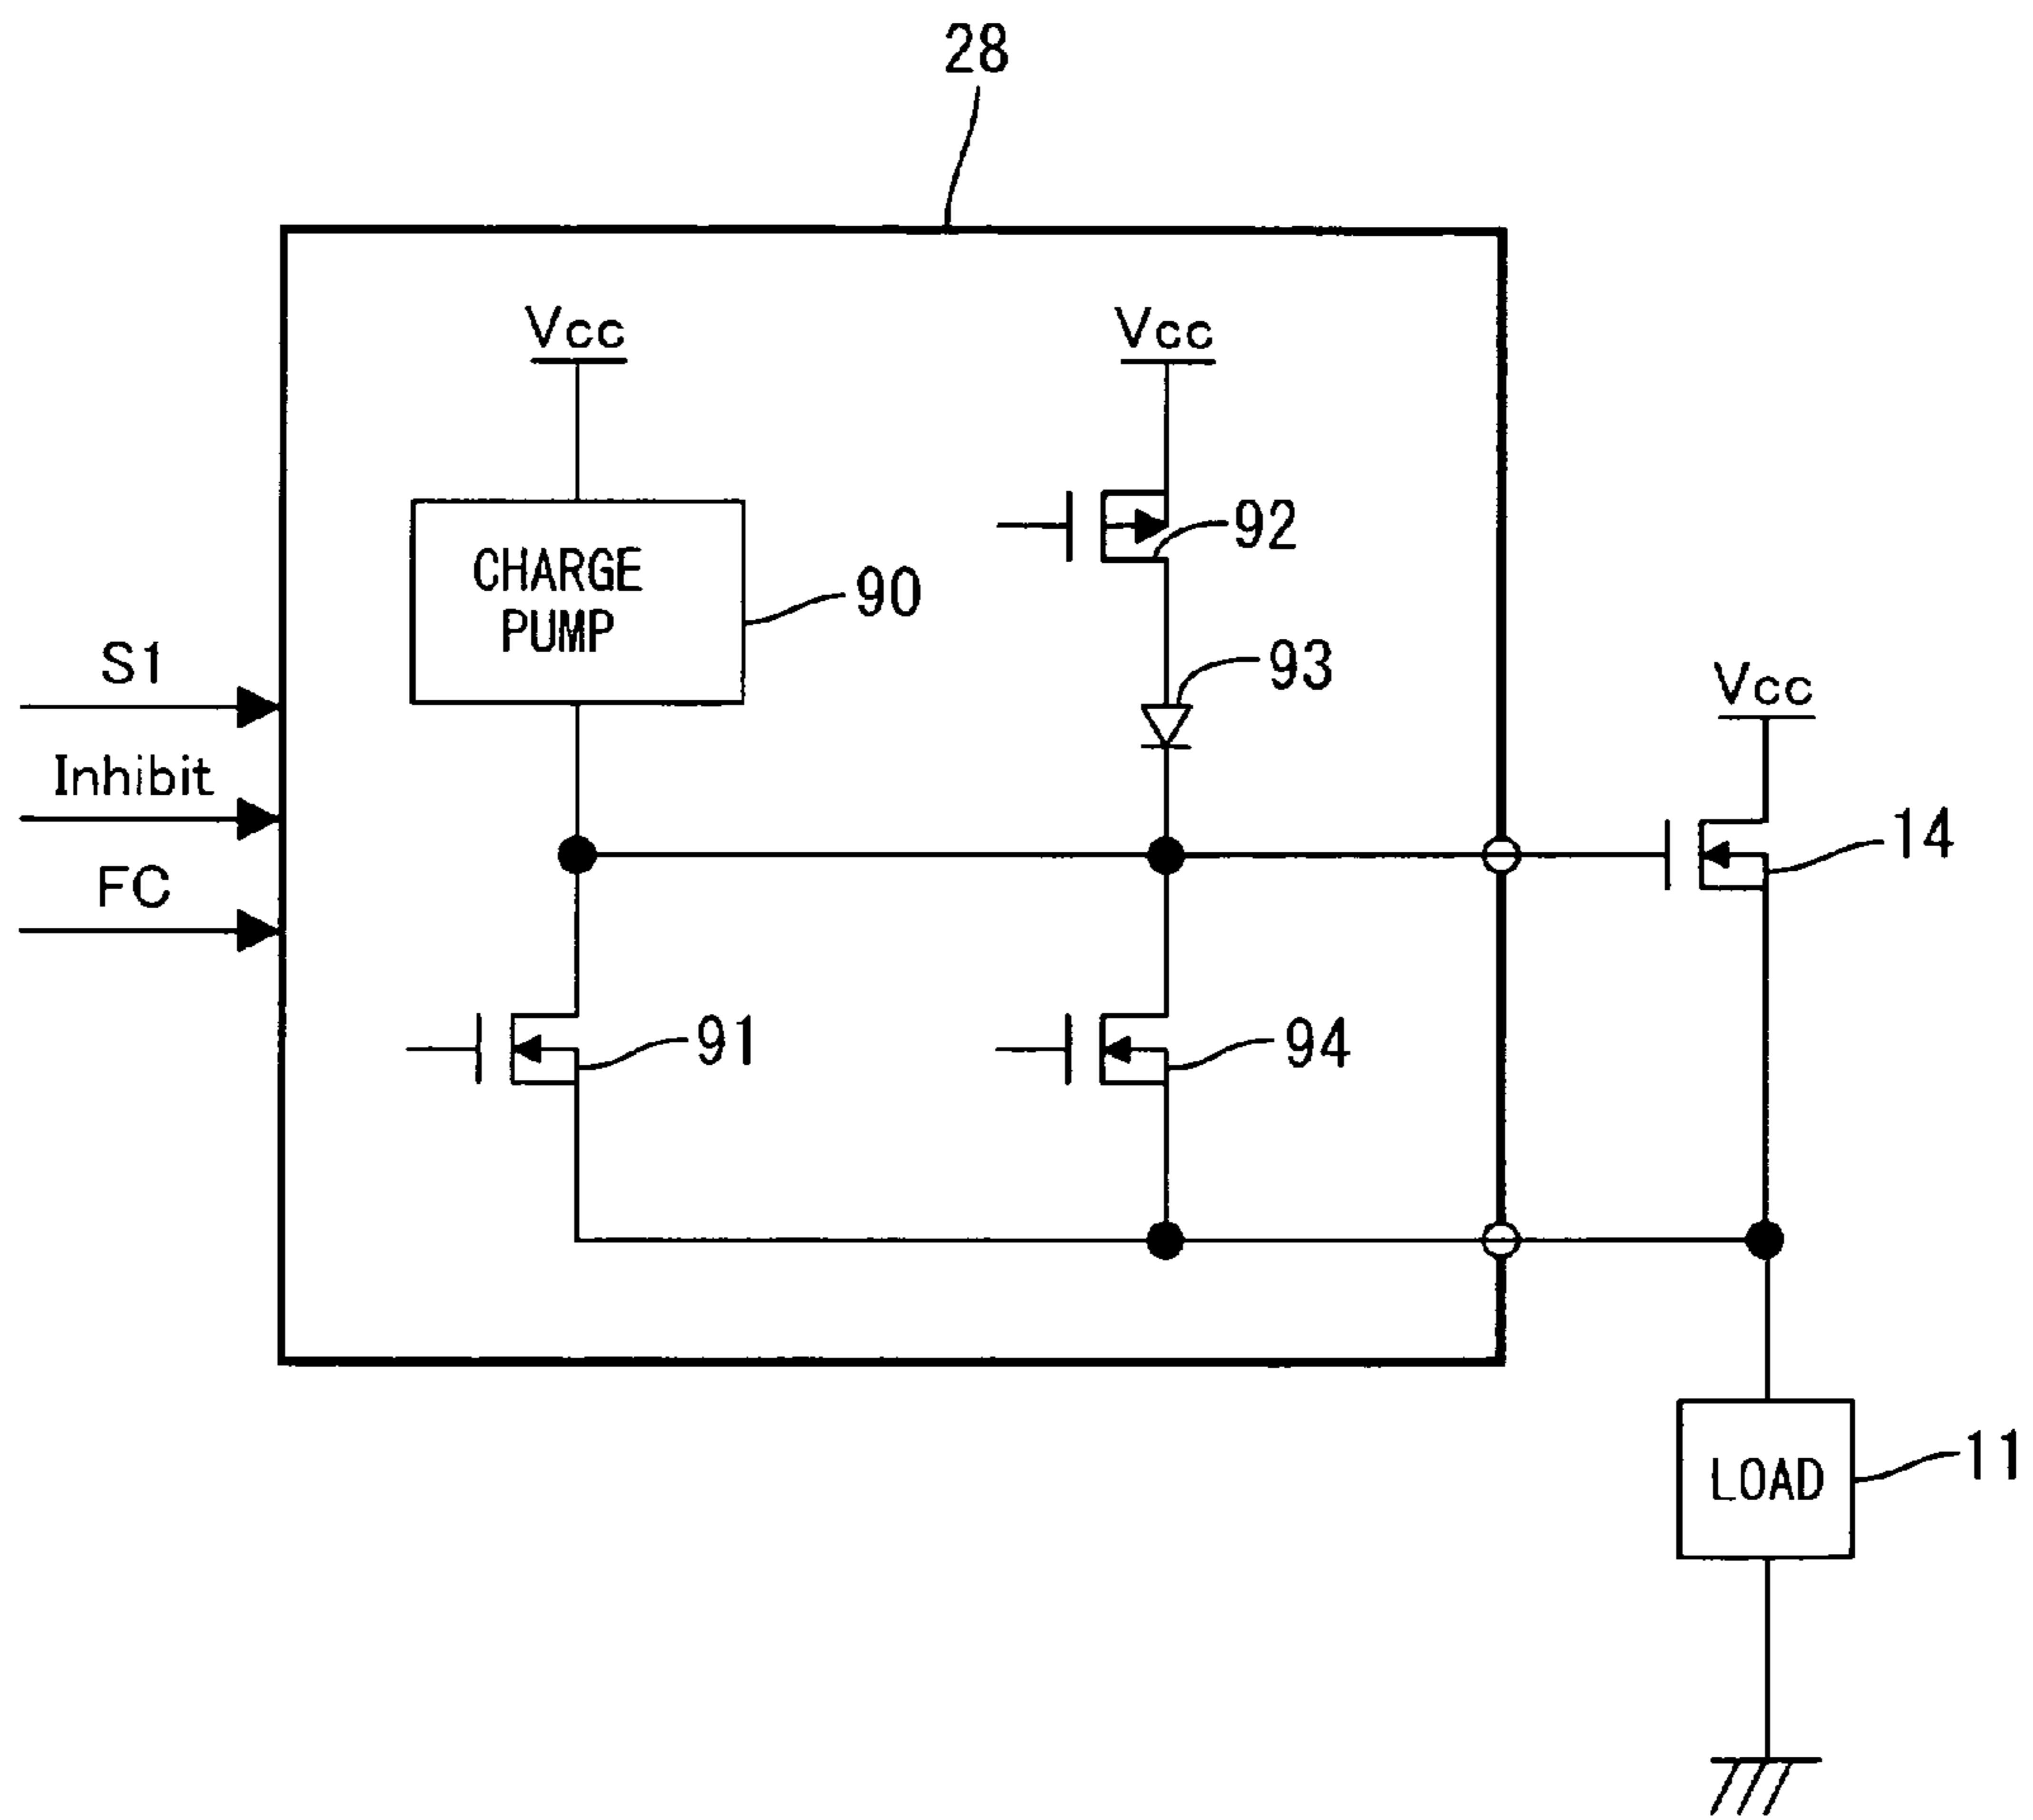 28
Vcc
Vcc
92
CHARGE
PUMP
90
S1
93
Vcc
Inhibit
14
FC
91
94
LOAD
11